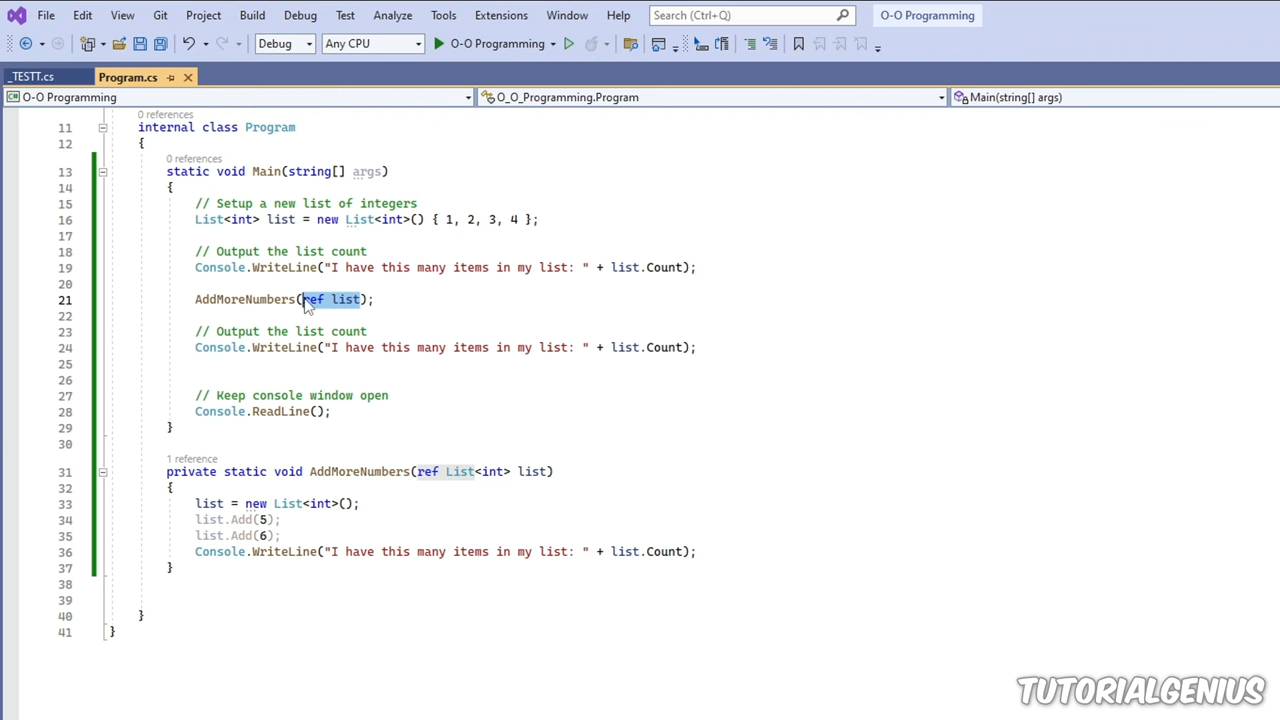 File Edit View Git Project Build Debug Test Analyze Tools Extensions Window Help Search (Ctrl+Q) O-O Programming
Debug Any CPU O-O Programming
_TESTT.cs Program.cs
O-O Programming O_O_Programming.Program Main(string[] args)
0 references
11 internal class Program
12 {
0 references
13 static void Main(string[] args)
14 {
15 // Setup a new list of integers
16 List<int> list = new List<int>() { 1, 2, 3, 4 };
17
18 // Output the list count
19 Console.WriteLine("I have this many items in my list: " + list.Count);
20
21 AddMoreNumbers(ref list);
22
23 // Output the list count
24 Console.WriteLine("I have this many items in my list: " + list.Count);
25
26
27 // Keep console window open
28 Console.ReadLine();
29 }
30
1 reference
31 private static void AddMoreNumbers(ref List<int> list)
32 {
33 list = new List<int>();
34 list.Add(5);
35 list.Add(6);
36 Console.WriteLine("I have this many items in my list: " + list.Count);
37 }
38
39
40 }
41 }
TUTORIALGENIUS